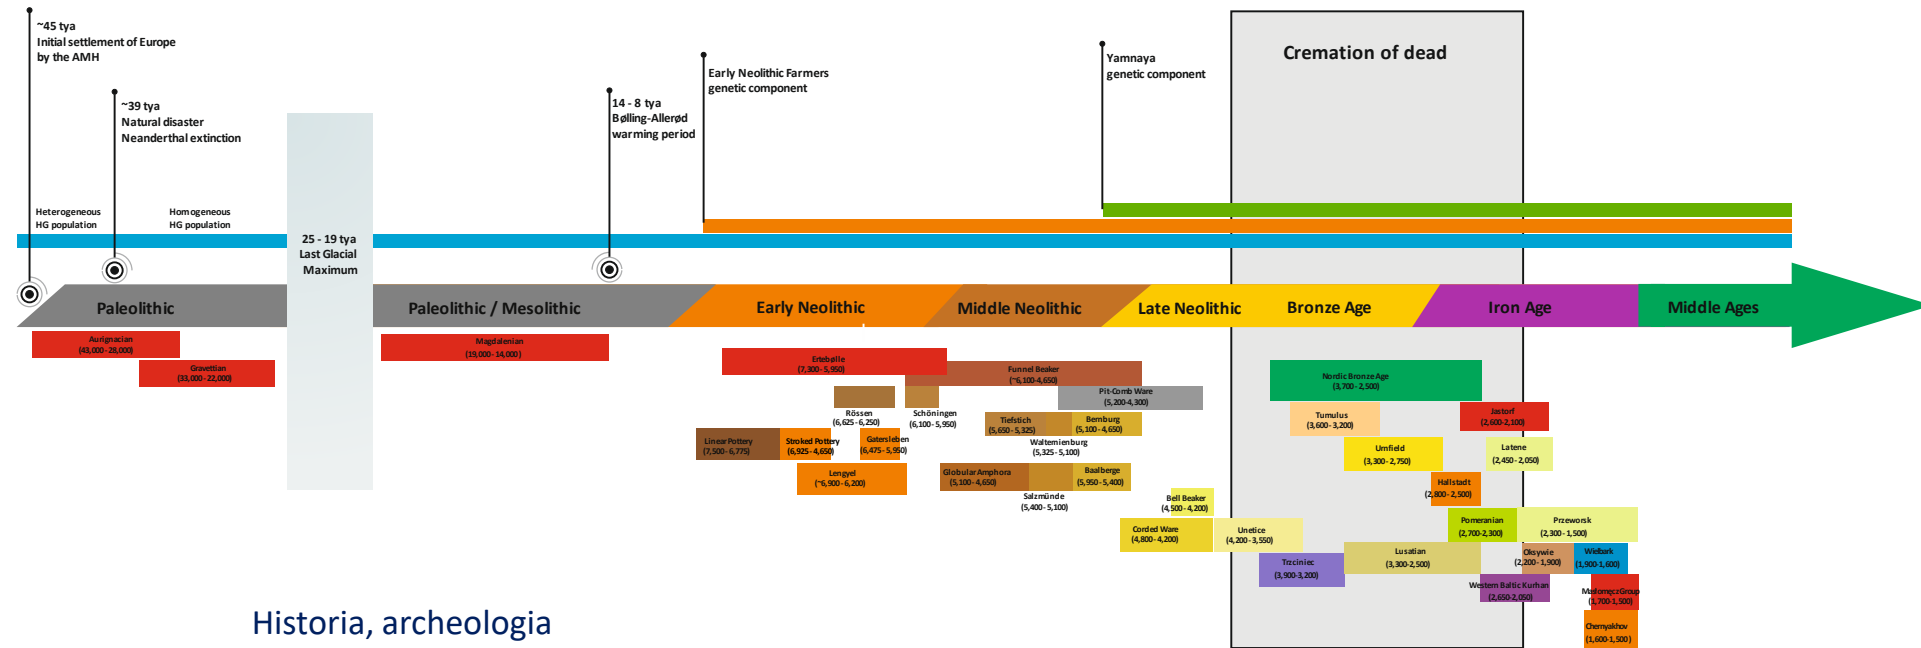 ~45 tya
Initial settlement of Europe
by the AMH
~39 tya
Natural disaster
Neanderthal extinction
14 - 8 tya
Bølling-Allerød
warming period
Early Neolithic Farmers
genetic component
Yamnaya
genetic component
Cremation of dead
Heterogeneous
HG population
Homogeneous
HG population
25 - 19 tya
Last Glacial
Maximum
Paleolithic
Paleolithic / Mesolithic
Early Neolithic
Middle Neolithic
Late Neolithic
Bronze Age
Iron Age
Middle Ages
Aurignacian
(43,000 - 28,000)
Gravettian
(33,000 - 22,000)
Magdalenian
(19,000 - 14,000)
Ertebølle
(7,300 - 5,950)
Funnel Beaker
(~6,100-4,650)
Pit-Comb Ware
(5,200-4,300)
Rössen
(6,625 - 6,250)
Schöningen
(6,100 - 5,950)
Tiefstich
(5,650 - 5,325)
Bernburg
(5,100 - 4,650)
Walternienburg
(5,325 - 5,100)
Linear Pottery
(7,500 - 6,775)
Stroked Pottery
(6,925 - 4,650)
Gatersleben
(6,475 - 5,950)
Lengyel
(~6,900 - 6,200)
Globular Amphora
(5,100 - 4,650)
Baalberge
(5,950 - 5,400)
Salzmünde
(5,400 - 5,100)
Bell Beaker
(4,500 - 4,200)
Corded Ware
(4,800 - 4,200)
Unetice
(4,200 - 3,550)
Trzciniec
(3,900-3,200)
Nordic Bronze Age
(3,700 - 2,500)
Tumulus
(3,600 - 3,200)
Urnfield
(3,300 - 2,750)
Jastorf
(2,600-2,100)
Latene
(2,450 - 2,050)
Hallstadt
(2,800 - 2,500)
Pomeranian
(2,700-2,300)
Przeworsk
(2,300 - 1,500)
Lusatian
(3,300-2,500)
Oksywie
(2,200 - 1,900)
Wielbark
(1,900-1,600)
Western Baltic Kurhan
(2,650-2,050)
Masłomęcz Group
(1,700-1,500)
Chernyakhov
(1,600-1,500)
Historia, archeologia